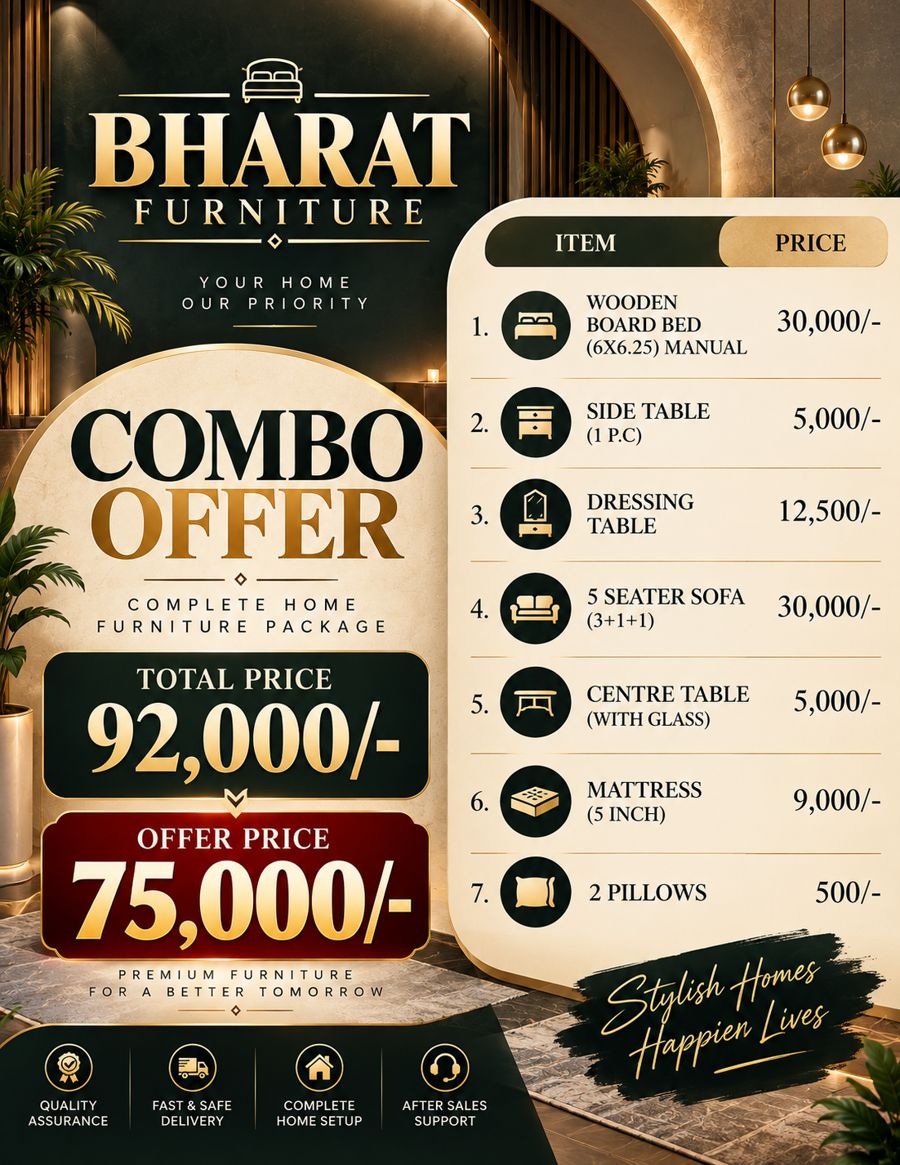 BHARAT
FURNITURE
YOUR HOME
OUR PRIORITY
COMBO
OFFER
COMPLETE HOME
FURNITURE PACKAGE
TOTAL PRICE
92,000/-
OFFER PRICE
75,000/-
PREMIUM FURNITURE
FOR A BETTER TOMORROW
ITEM PRICE
1. WOODEN
BOARD BED
(6X6.25) MANUAL 30,000/-
2. SIDE TABLE
(1 P.C) 5,000/-
3. DRESSING
TABLE 12,500/-
4. 5 SEATER SOFA
(3+1+1) 30,000/-
5. CENTRE TABLE
(WITH GLASS) 5,000/-
6. MATTRESS
(5 INCH) 9,000/-
7. 2 PILLOWS 500/-
Stylish Homes
Happien Lives
QUALITY
ASSURANCE
FAST & SAFE
DELIVERY
COMPLETE
HOME SETUP
AFTER SALES
SUPPORT